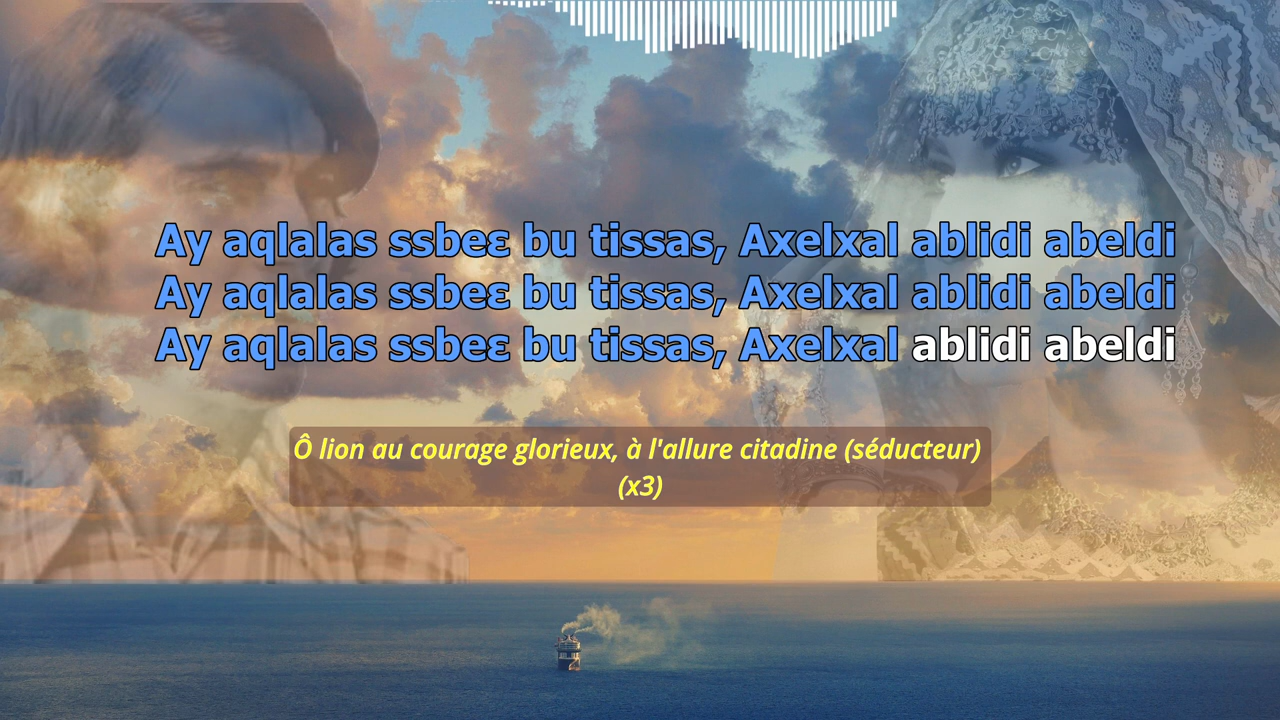 Ay aqlalas ssbeɛ bu tissas, Axelxal ablidi abeldi
Ay aqlalas ssbeɛ bu tissas, Axelxal ablidi abeldi
Ay aqlalas ssbeɛ bu tissas, Axelxal ablidi abeldi
Ô lion au courage glorieux, à l'allure citadine (séducteur)
(x3)